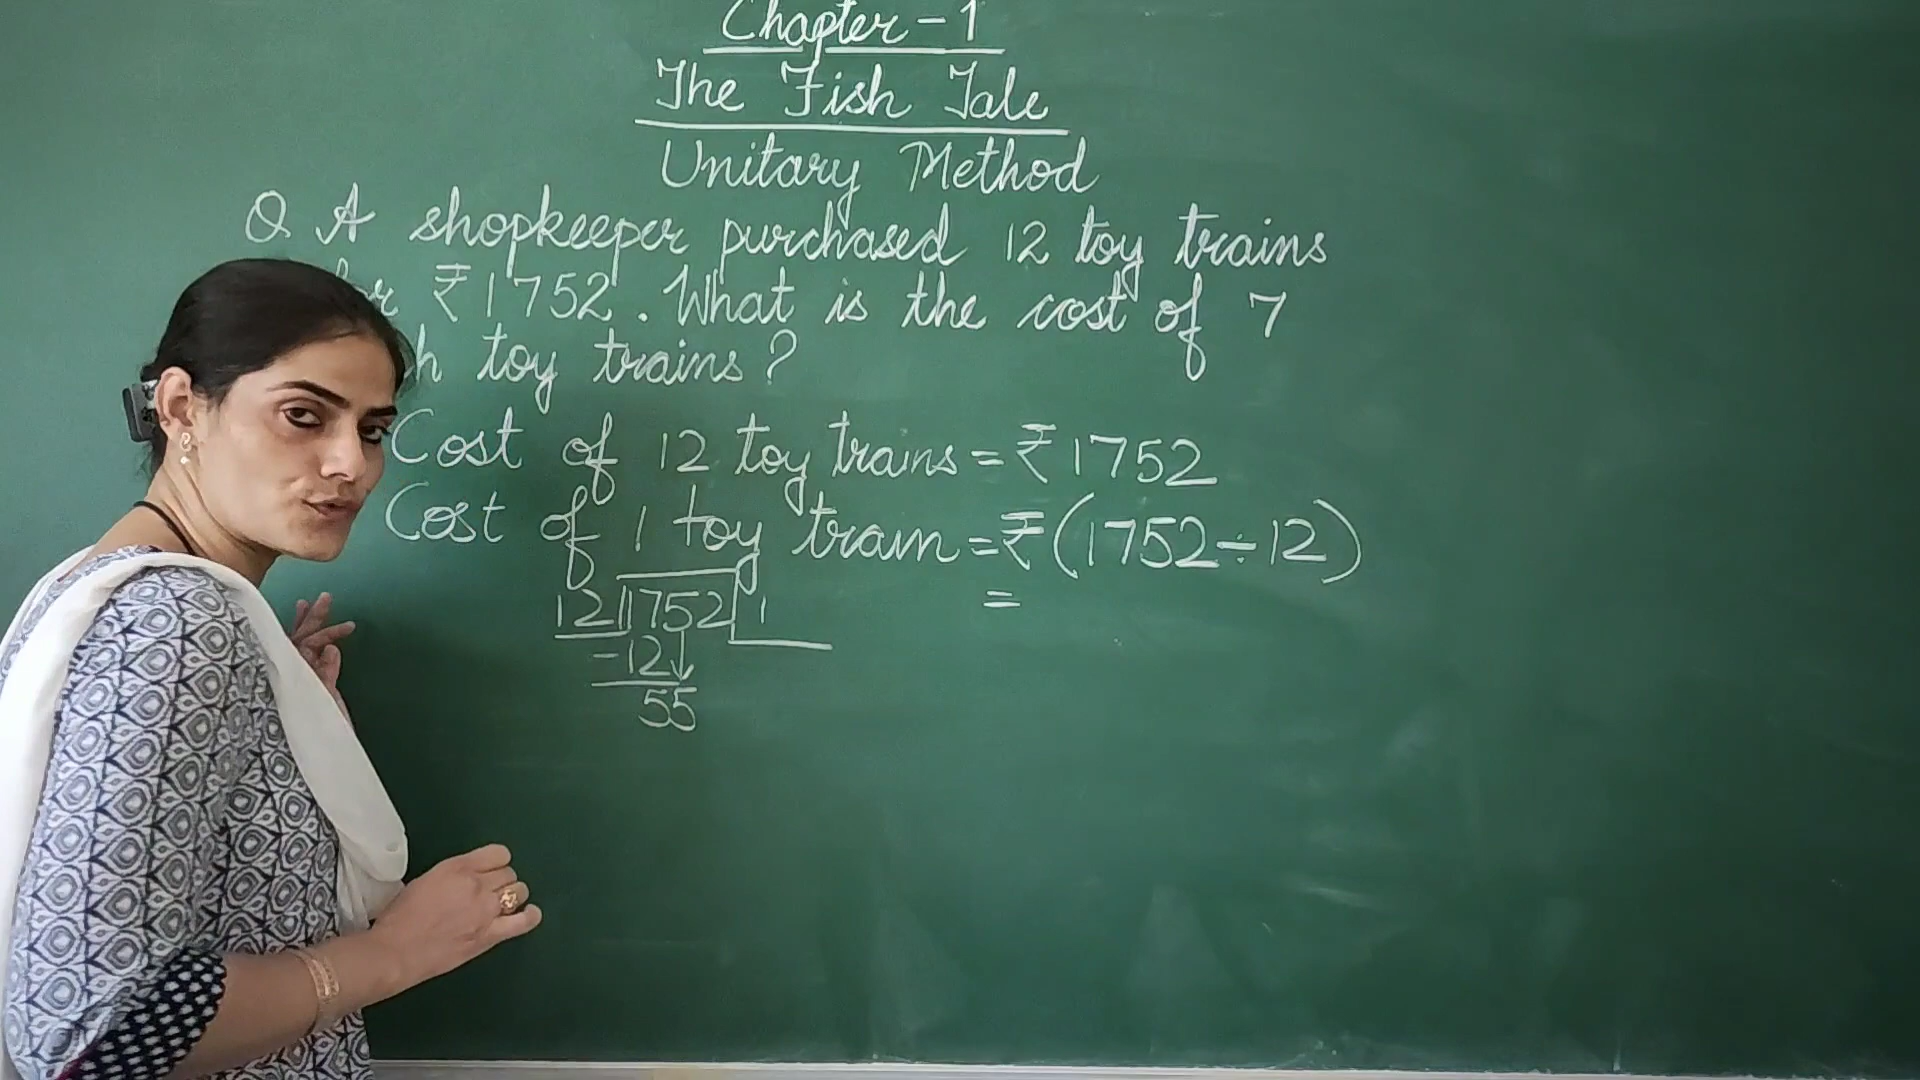 Chapter - 1
The Fish Tale
Unitary Method
Q A shopkeeper purchased 12 toy trains
₹1752. What is the cost of 7
toy trains?
Cost of 12 toy trains = ₹1752
Cost of 1 toy train = ₹(1752÷12)
12 1752 1
=
-12
55